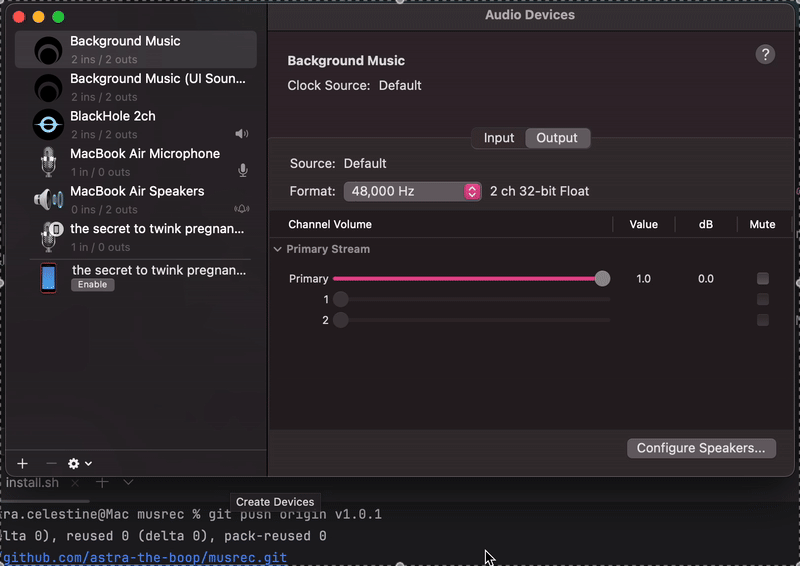 Audio Devices
Background Music
2 ins / 2 outs
Background Music (UI Soun...
2 ins / 2 outs
BlackHole 2ch
2 ins / 2 outs
MacBook Air Microphone
1 in / 0 outs
MacBook Air Speakers
0 ins / 2 outs
the secret to twink pregnan...
1 in / 0 outs
the secret to twink pregnan...
Enable
Background Music
?
Clock Source: Default
Input Output
Source: Default
Format: 48,000 Hz 2 ch 32-bit Float
Channel Volume Value dB Mute
Primary Stream
Primary 1.0 0.0
1
2
Configure Speakers...
install.sh
Create Devices
ra.celestine@Mac musrec % git push origin v1.0.1
lta 0), reused 0 (delta 0), pack-reused 0
/github.com/astra-the-boop/musrec.git